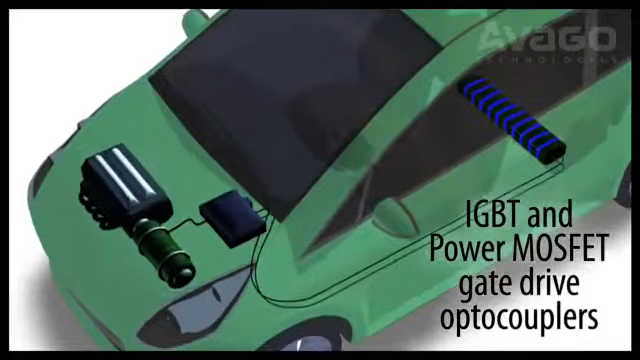 Avago
TECHNOLOGIES
IGBT and
Power MOSFET
gate drive
optocouplers